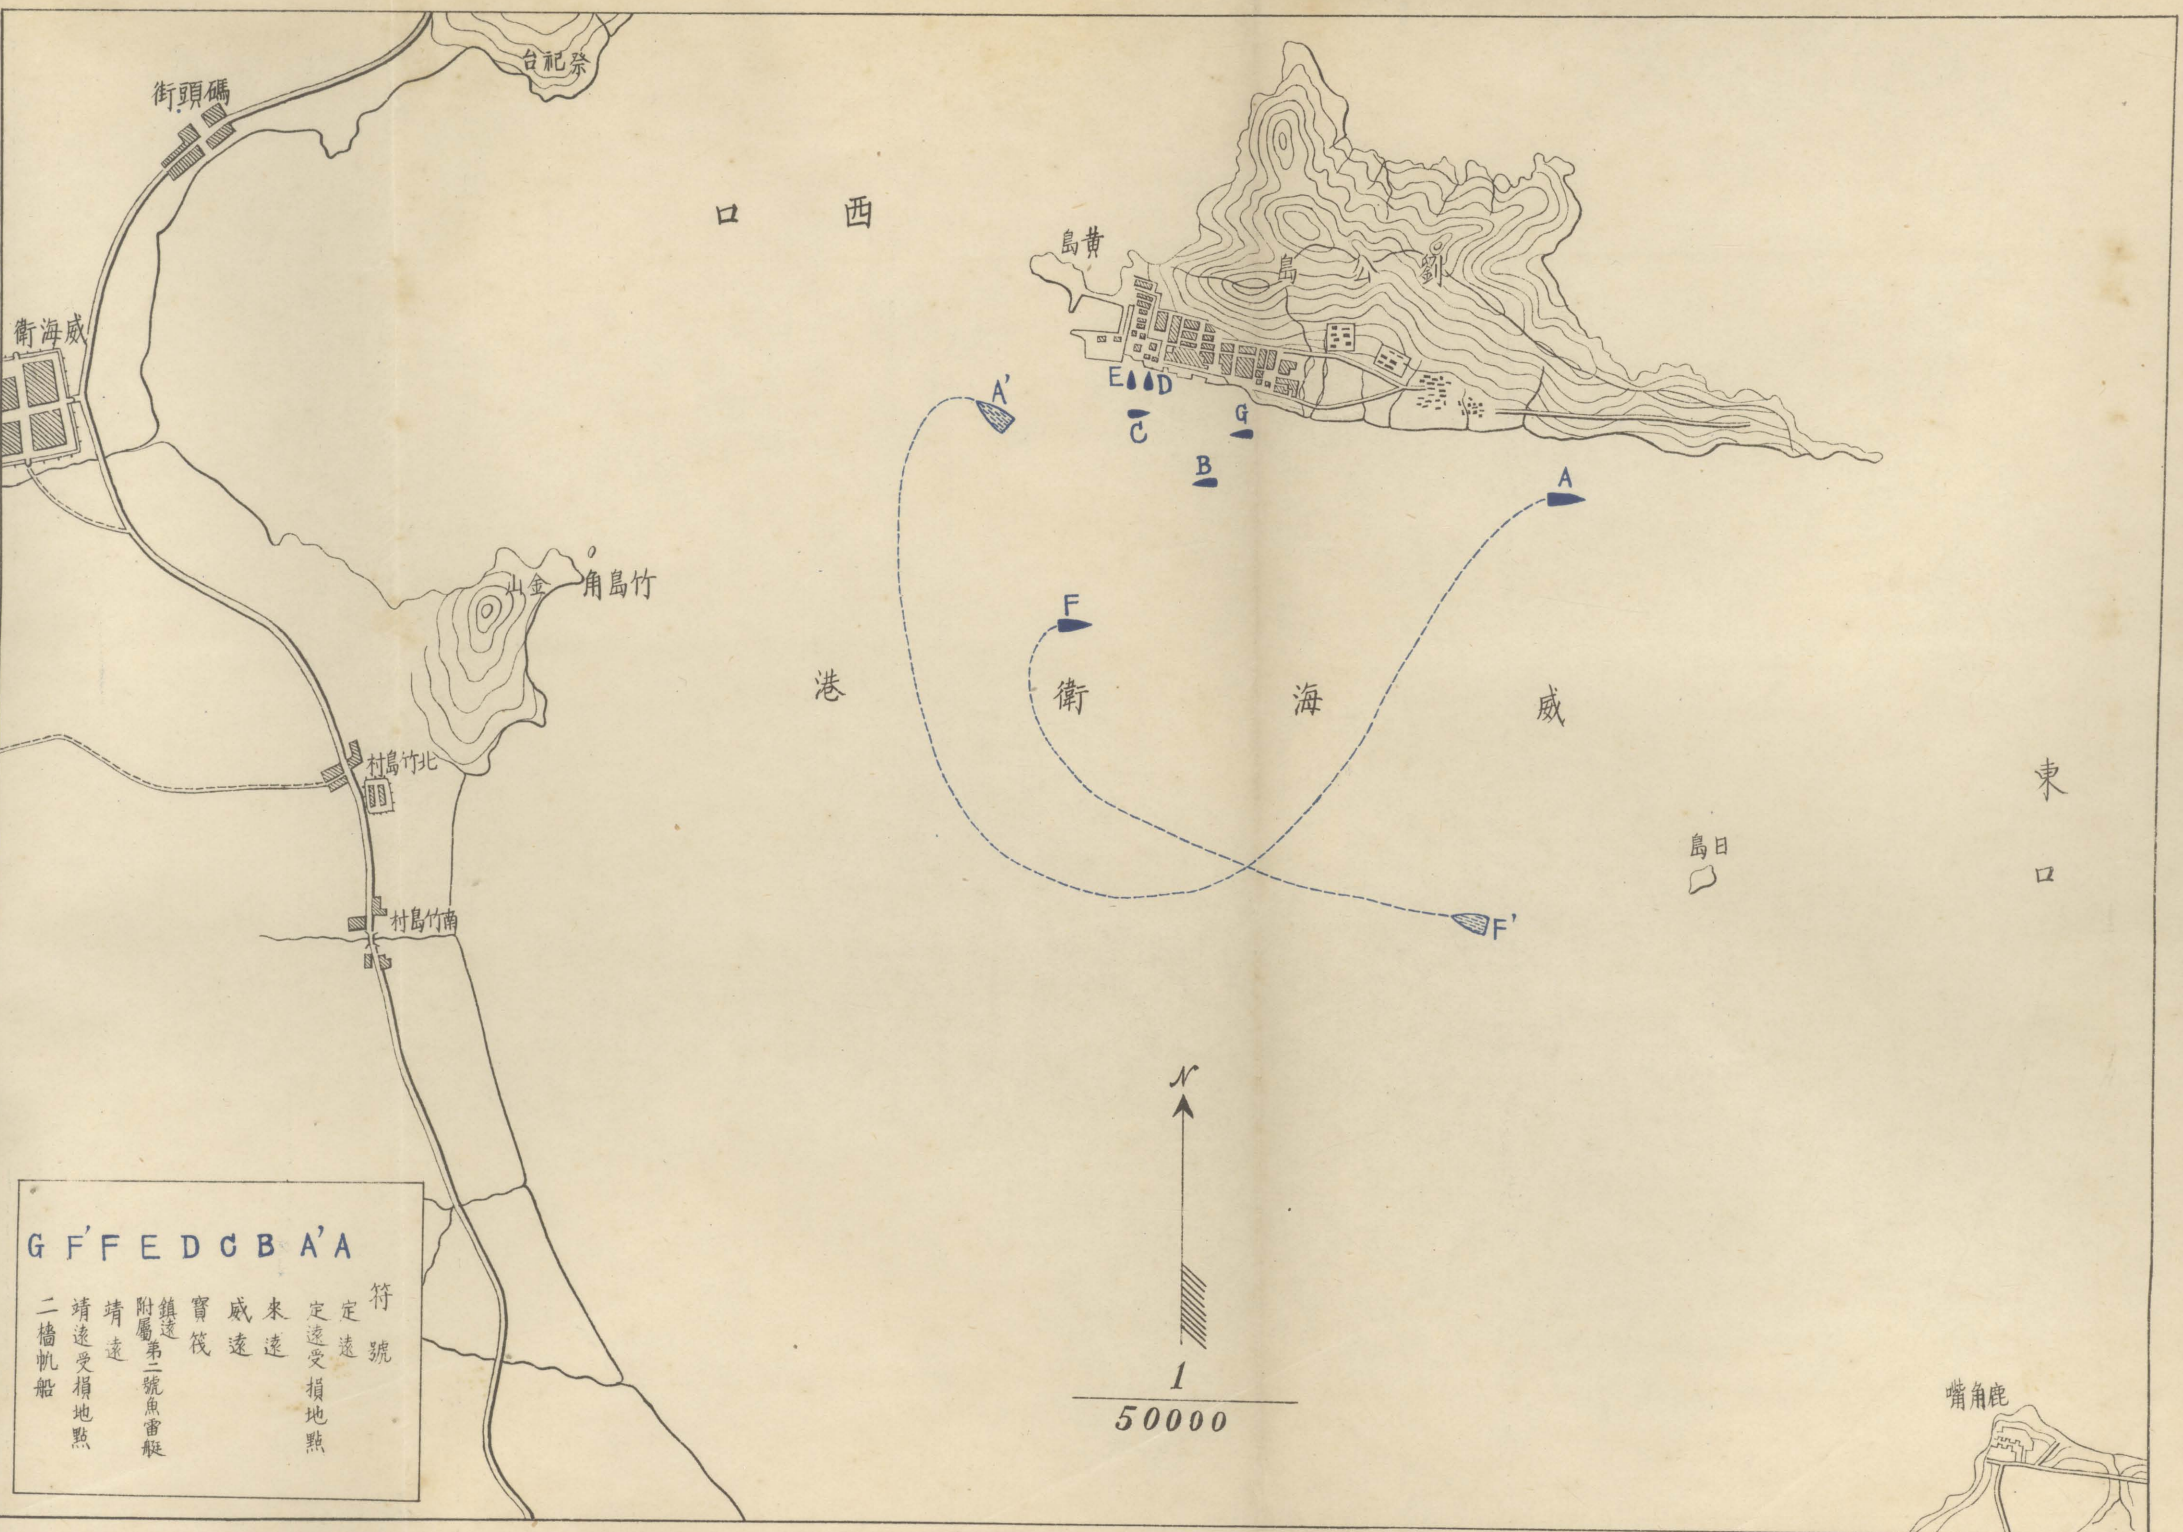 祭祀台
碼頭街
西口
黄島
劉公島
威海衛
E
D
A'
C
G
B
A
金山
竹島角
F
威海衛港
北竹島村
東口
日島
南竹島村
F'
N
1
50000
鹿角嘴
G F' F E D C B A' A
符號
定遠
定遠受損地點
來遠
威遠
寶筏
鎮遠
附屬第二號魚雷艇
靖遠
靖遠受損地點
二檣帆船